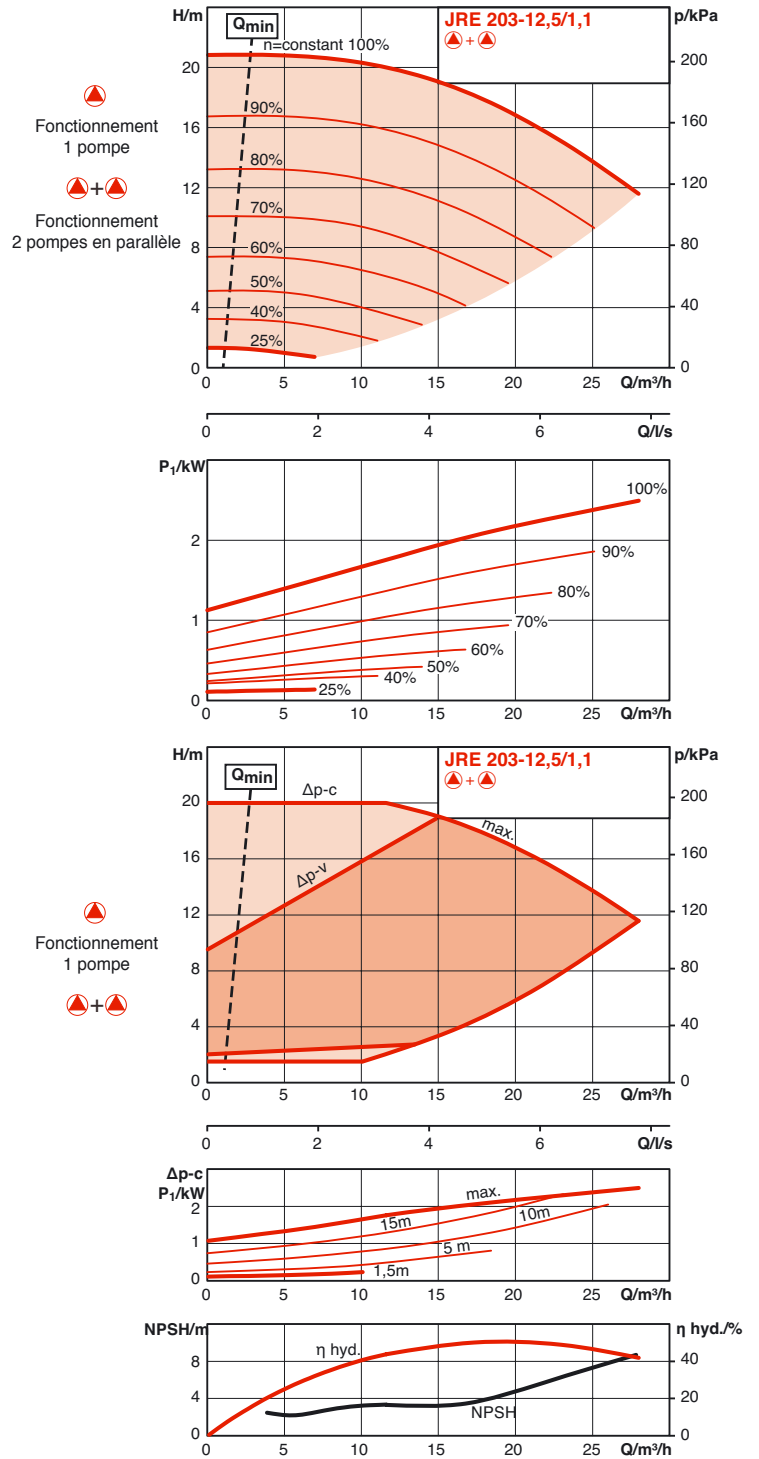 H/m
Qmin
n=constant 100%
JRE 203-12,5/1,1
+
p/kPa
20
16
12
8
4
0
90%
80%
70%
60%
50%
40%
25%
200
160
120
80
40
0
Fonctionnement
1 pompe
+
Fonctionnement
2 pompes en parallèle
0 5 10 15 20 25 Q/m³/h
0 2 4 6 Q/l/s
P₁/kW
2
1
0
100%
90%
80%
70%
60%
50%
40%
25%
0 5 10 15 20 25 Q/m³/h
H/m
Qmin
Δp-c
JRE 203-12,5/1,1
+
p/kPa
20
16
12
8
4
0
max.
Δp-v
200
160
120
80
40
0
Fonctionnement
1 pompe
+
0 5 10 15 20 25 Q/m³/h
0 2 4 6 Q/l/s
Δp-c
P₁/kW
2
1
0
max.
15m
10m
5 m
1,5m
0 5 10 15 20 25 Q/m³/h
NPSH/m
8
4
0
η hyd.
NPSH
η hyd./%
40
20
0
0 5 10 15 20 25 Q/m³/h